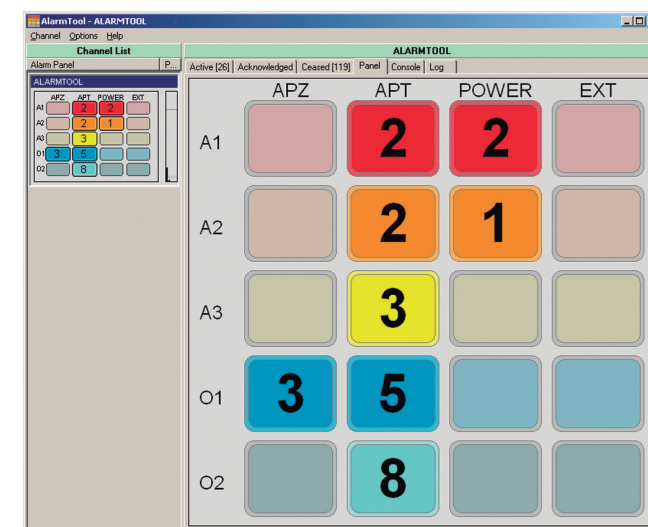 AlarmTool - ALARMTOOL
Channel Options Help
Channel List
ALARMTOOL
Alarm Panel P...
Active [26] Acknowledged Ceased [119] Panel Console Log
ALARMTOOL
APZ APT POWER EXT
A1 2 2
A2 2 1
A3 3
O1 3 5
O2 8
APZ APT POWER EXT
A1 2 2
A2 2 1
A3 3
O1 3 5
O2 8